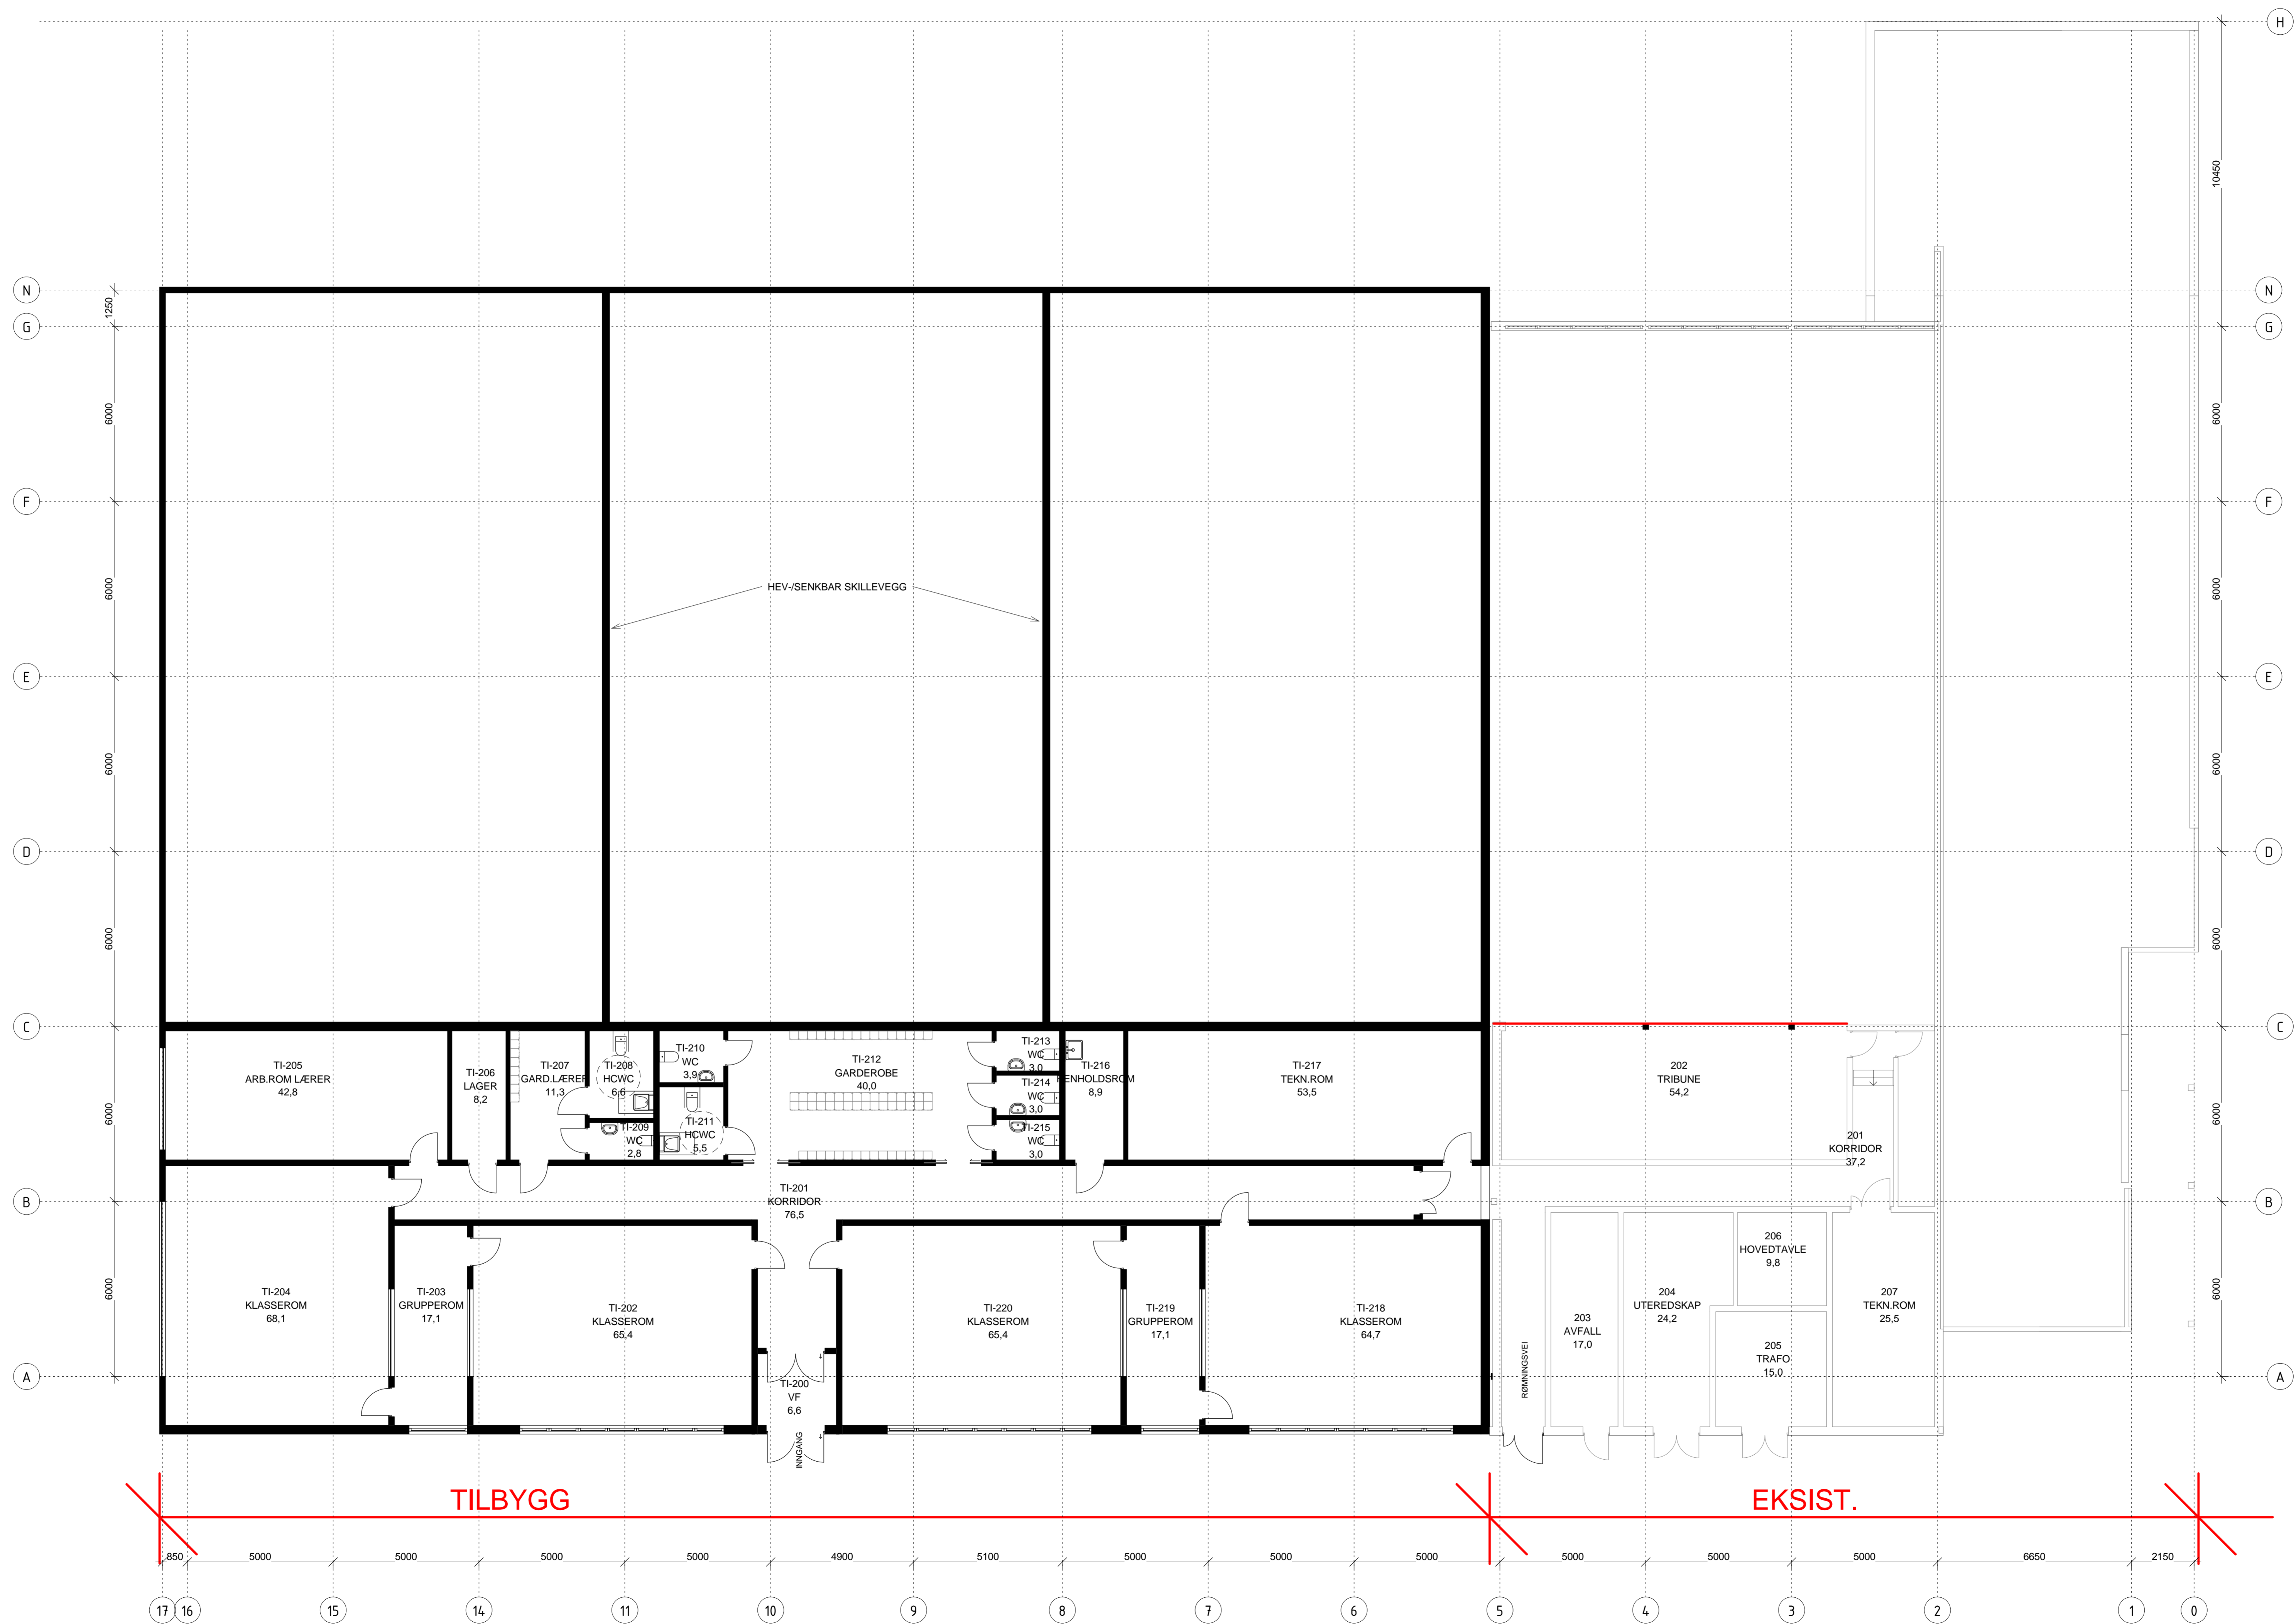 H
10450
N
N
1250
G
G
6000
6000
F
F
6000
HEV-/SENKBAR SKILLEVEGG
6000
E
E
6000
6000
D
D
6000
6000
C
C
TI-205
ARB.ROM LÆRER
42,8
TI-206
LAGER
8,2
TI-207
GARD.LÆRER
11,3
TI-208
HCWC
6,6
TI-209
WC
2,8
TI-210
WC
3,9
TI-211
HCWC
5,5
TI-212
GARDEROBE
40,0
TI-213
WC
3,0
TI-214
WC
3,0
TI-215
WC
3,0
TI-216
RENHOLDSROM
8,9
TI-217
TEKN.ROM
53,5
202
TRIBUNE
54,2
201
KORRIDOR
37,2
6000
6000
TI-201
KORRIDOR
76,5
B
B
TI-204
KLASSEROM
68,1
TI-203
GRUPPEROM
17,1
TI-202
KLASSEROM
65,4
TI-220
KLASSEROM
65,4
TI-219
GRUPPEROM
17,1
TI-218
KLASSEROM
64,7
203
AVFALL
17,0
204
UTEREDSKAP
24,2
206
HOVEDTAVLE
9,8
205
TRAFO
15,0
207
TEKN.ROM
25,5
6000
6000
RØMNINGSVEI
A
A
TI-200
VF
6,6
INNGANG
TILBYGG
EKSIST.
850
5000
5000
5000
5000
4900
5100
5000
5000
5000
5000
5000
5000
6650
2150
17
16
15
14
11
10
9
8
7
6
5
4
3
2
1
0